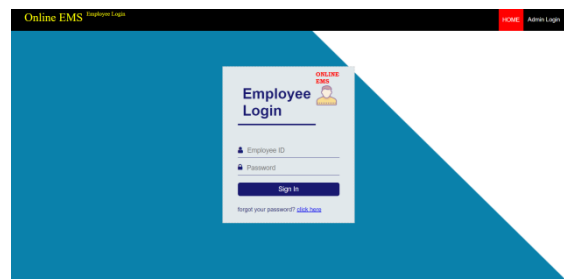 Online EMS Employee Login
HOME Admin Login
ONLINE
EMS
Employee
Login
Employee ID
Password
Sign In
forgot your password? click here